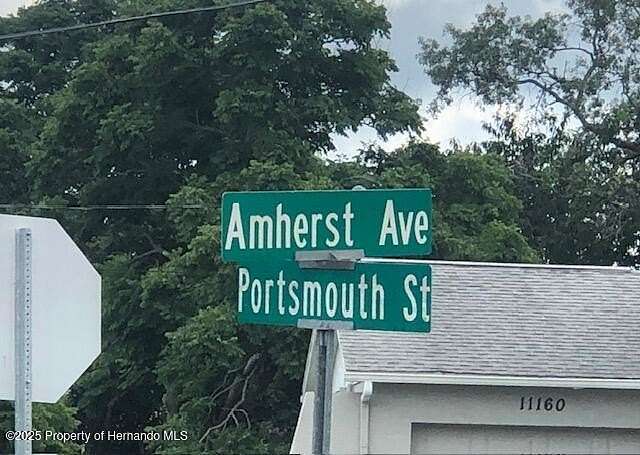 Amherst Ave
Portsmouth St
11160
©2025 Property of Hernando MLS